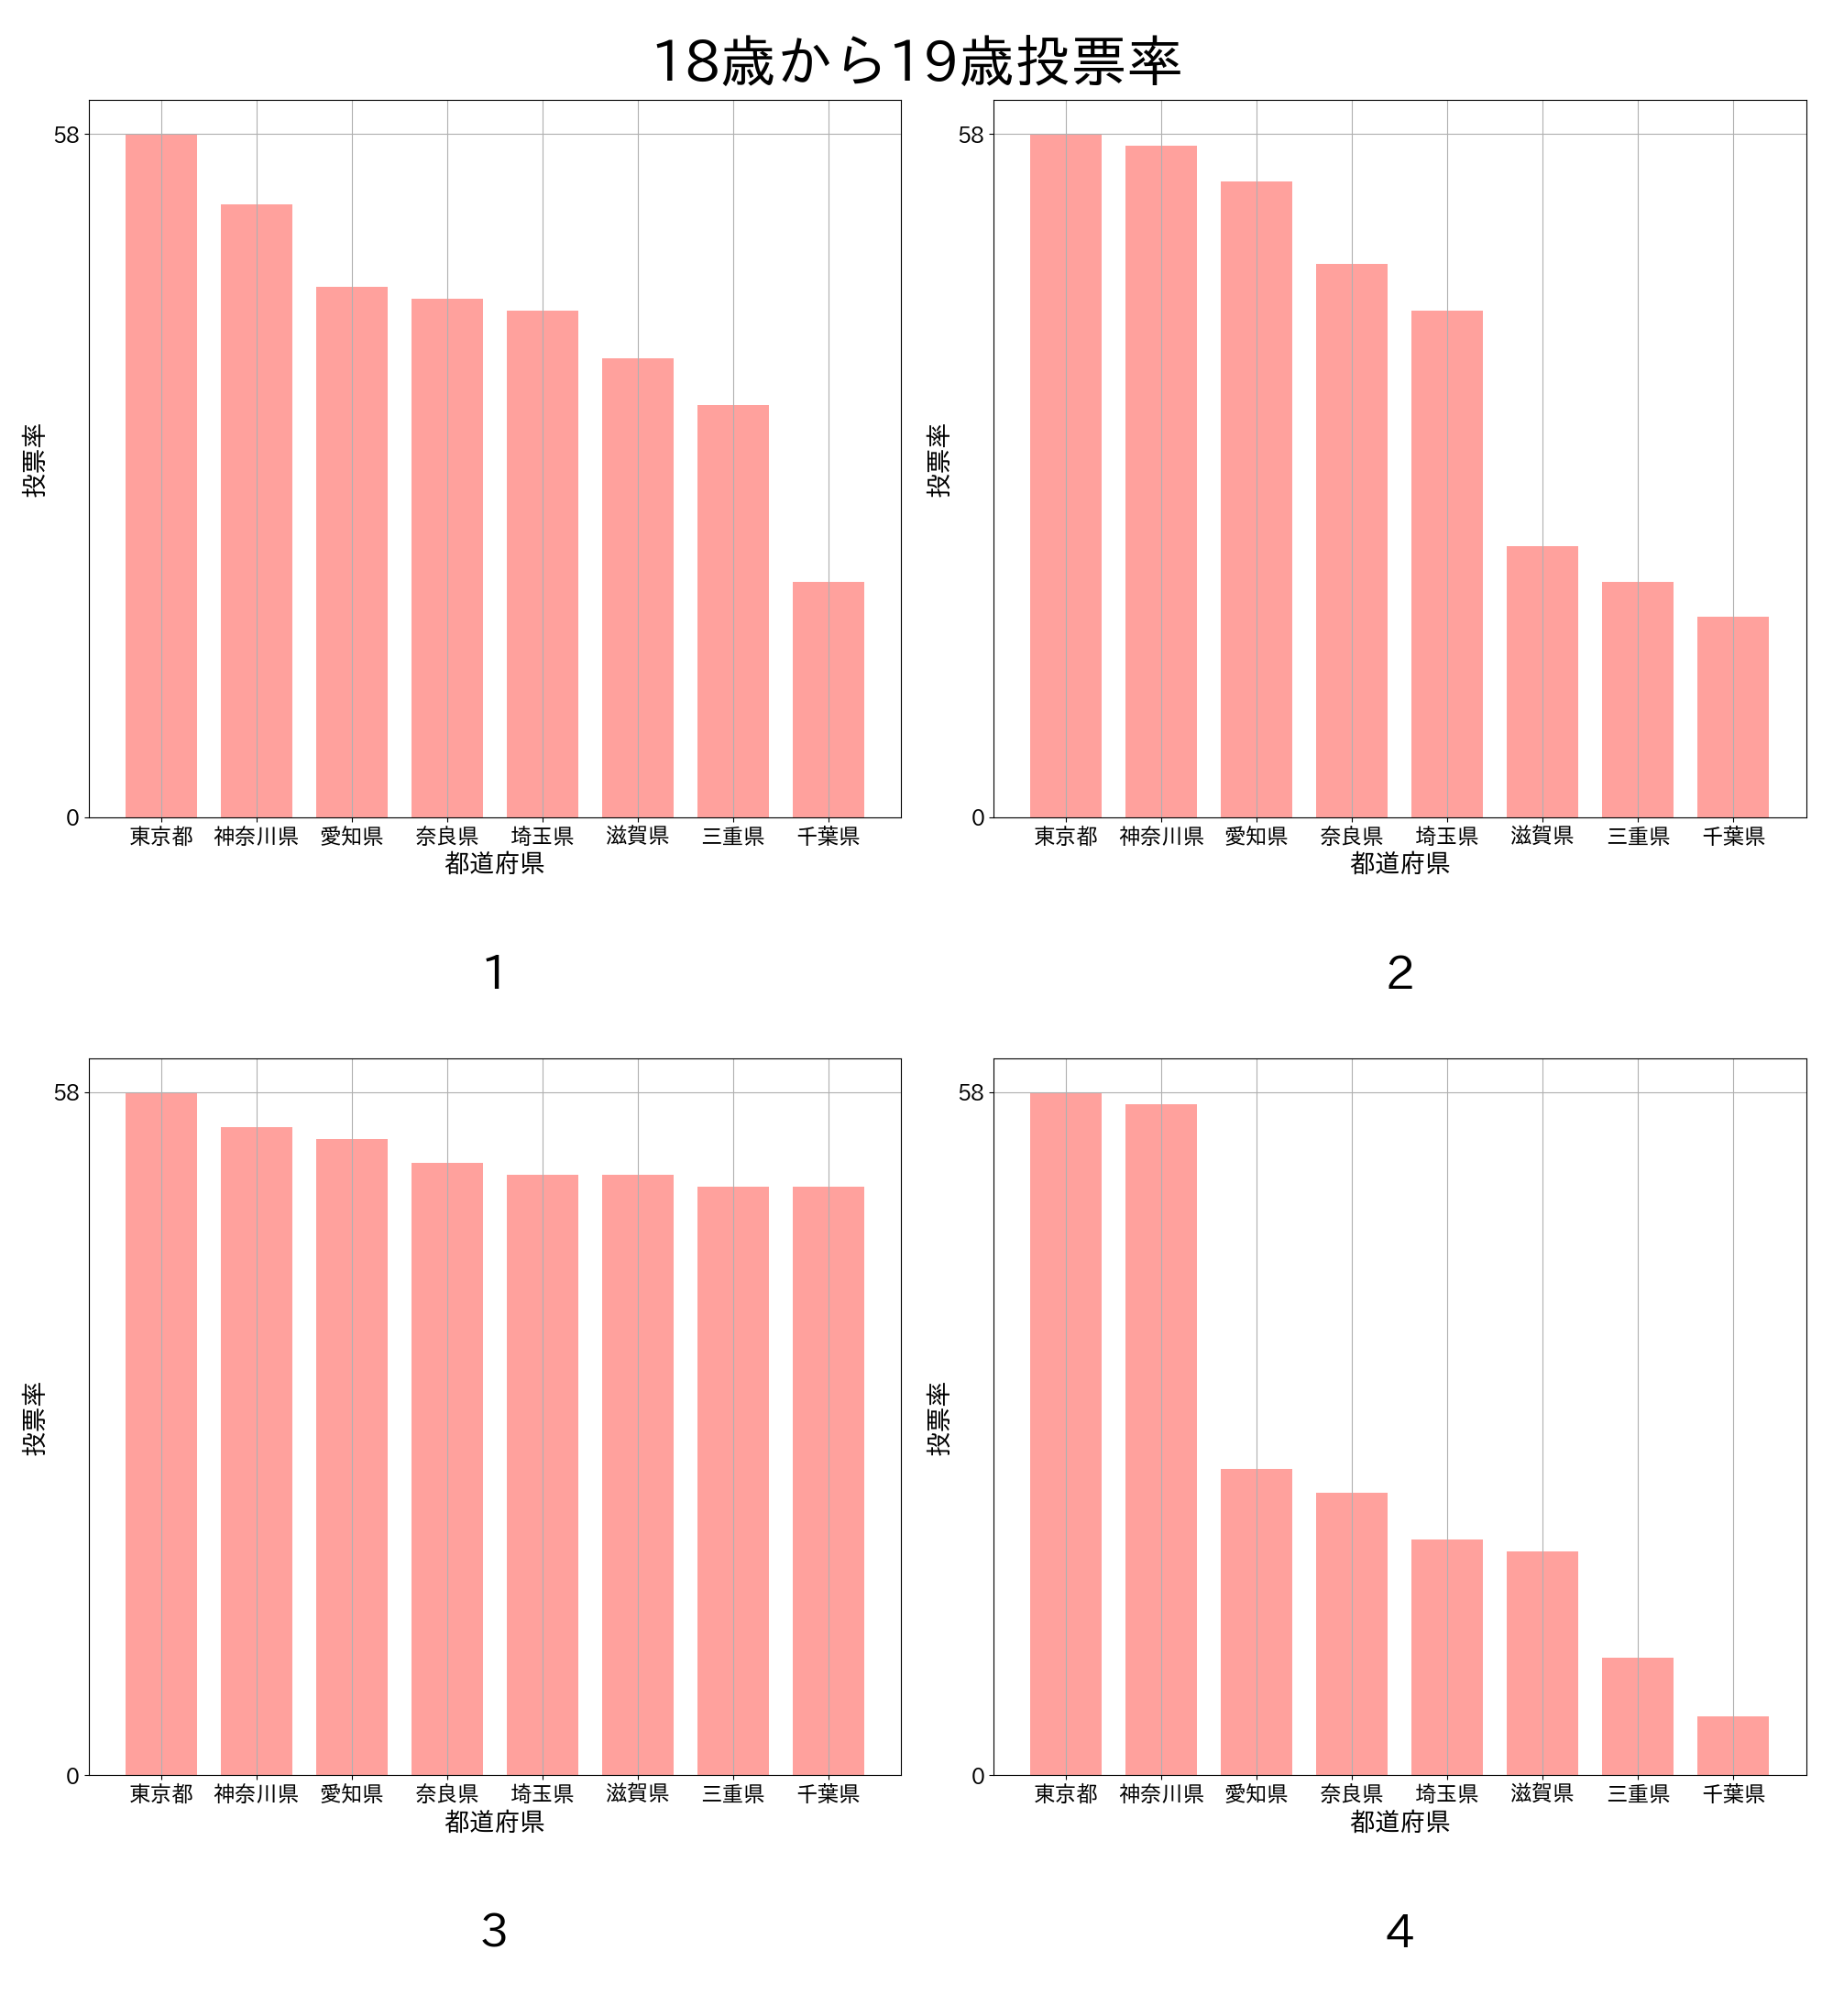 18歳から19歳投票率
58
0
投票率
東京都 神奈川県 愛知県 奈良県 埼玉県 滋賀県 三重県 千葉県
都道府県
1
58
0
投票率
東京都 神奈川県 愛知県 奈良県 埼玉県 滋賀県 三重県 千葉県
都道府県
2
58
0
投票率
東京都 神奈川県 愛知県 奈良県 埼玉県 滋賀県 三重県 千葉県
都道府県
3
58
0
投票率
東京都 神奈川県 愛知県 奈良県 埼玉県 滋賀県 三重県 千葉県
都道府県
4